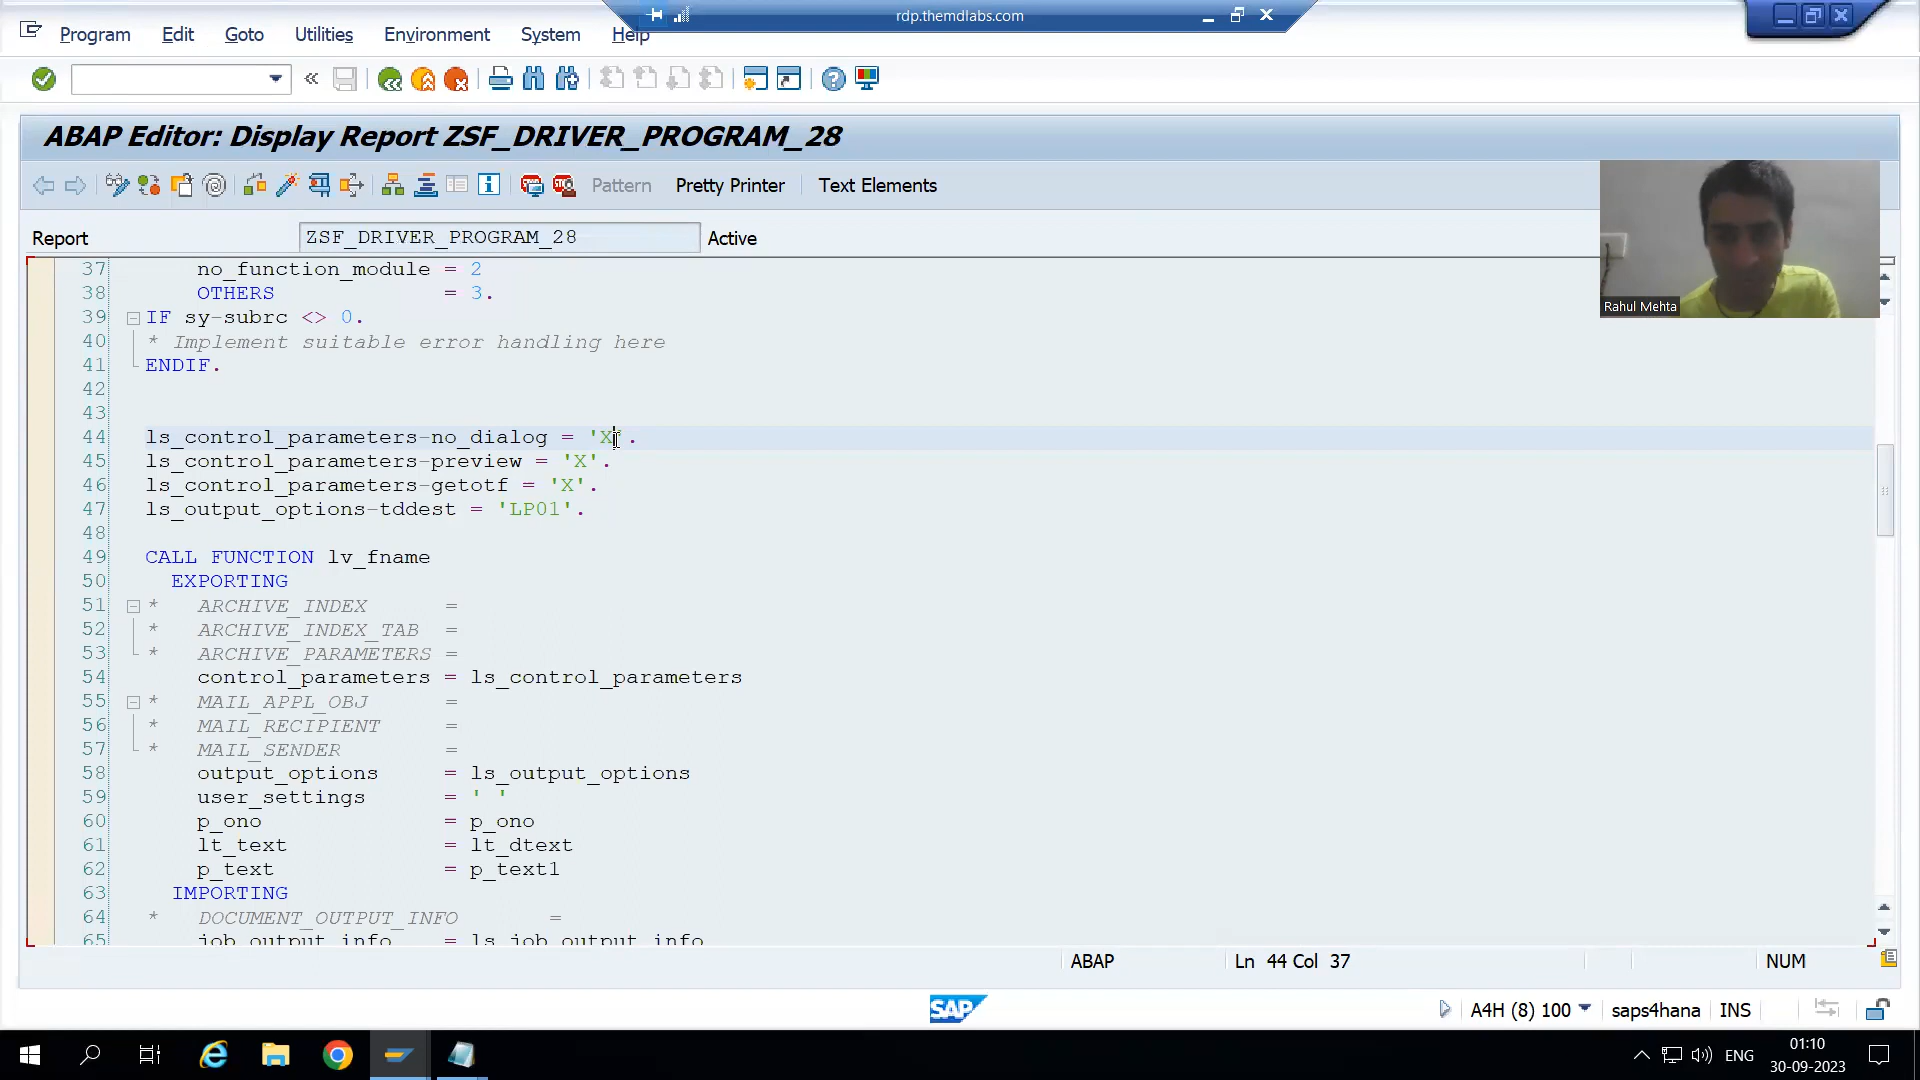 rdp.themdlabs.com
Program Edit Goto Utilities Environment System Help
ABAP Editor: Display Report ZSF_DRIVER_PROGRAM_28
Pattern Pretty Printer Text Elements
Report ZSF_DRIVER_PROGRAM_28 Active
Rahul Mehta
37 no_function_module = 2
38 OTHERS = 3.
39 IF sy-subrc <> 0.
40 * Implement suitable error handling here
41 ENDIF.
42
43
44 ls_control_parameters-no_dialog = 'X'.
45 ls_control_parameters-preview = 'X'.
46 ls_control_parameters-getotf = 'X'.
47 ls_output_options-tddest = 'LP01'.
48
49 CALL FUNCTION lv_fname
50 EXPORTING
51 * ARCHIVE_INDEX =
52 * ARCHIVE_INDEX_TAB =
53 * ARCHIVE_PARAMETERS =
54 control_parameters = ls_control_parameters
55 * MAIL_APPL_OBJ =
56 * MAIL_RECIPIENT =
57 * MAIL_SENDER =
58 output_options = ls_output_options
59 user_settings = ' '
60 p_ono = p_ono
61 lt_text = lt_dtext
62 p_text = p_text1
63 IMPORTING
64 * DOCUMENT_OUTPUT_INFO =
65 job_output_info = ls_job_output_info
ABAP Ln 44 Col 37 NUM
SAP A4H (8) 100 saps4hana INS
ENG 01:10
30-09-2023